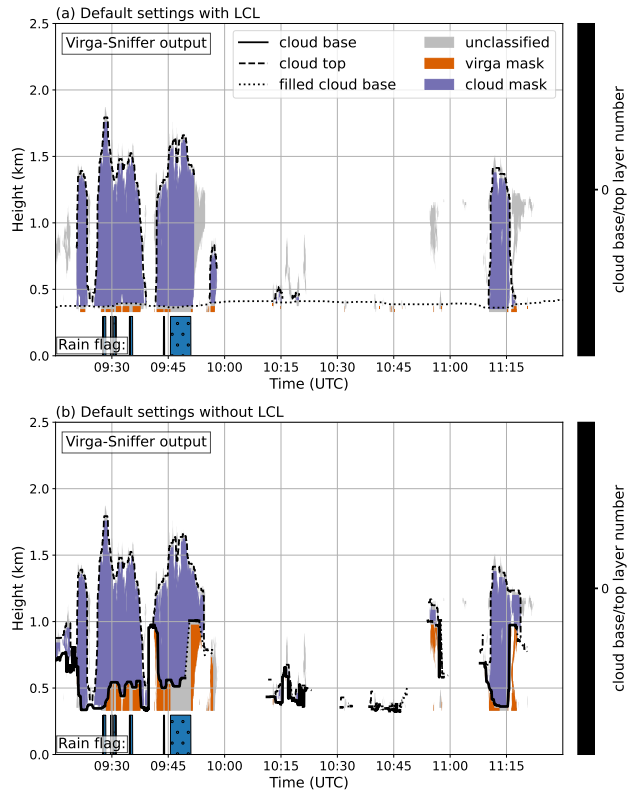 (a) Default settings with LCL
2.5
2.0
1.5
1.0
0.5
0.0
Height (km)
Virga-Sniffer output
cloud base
cloud top
filled cloud base
unclassified
virga mask
cloud mask
Rain flag:
09:30
09:45
10:00
10:15
10:30
10:45
11:00
11:15
Time (UTC)
0
cloud base/top layer number
(b) Default settings without LCL
2.5
2.0
1.5
1.0
0.5
0.0
Height (km)
Virga-Sniffer output
Rain flag:
09:30
09:45
10:00
10:15
10:30
10:45
11:00
11:15
Time (UTC)
0
cloud base/top layer number